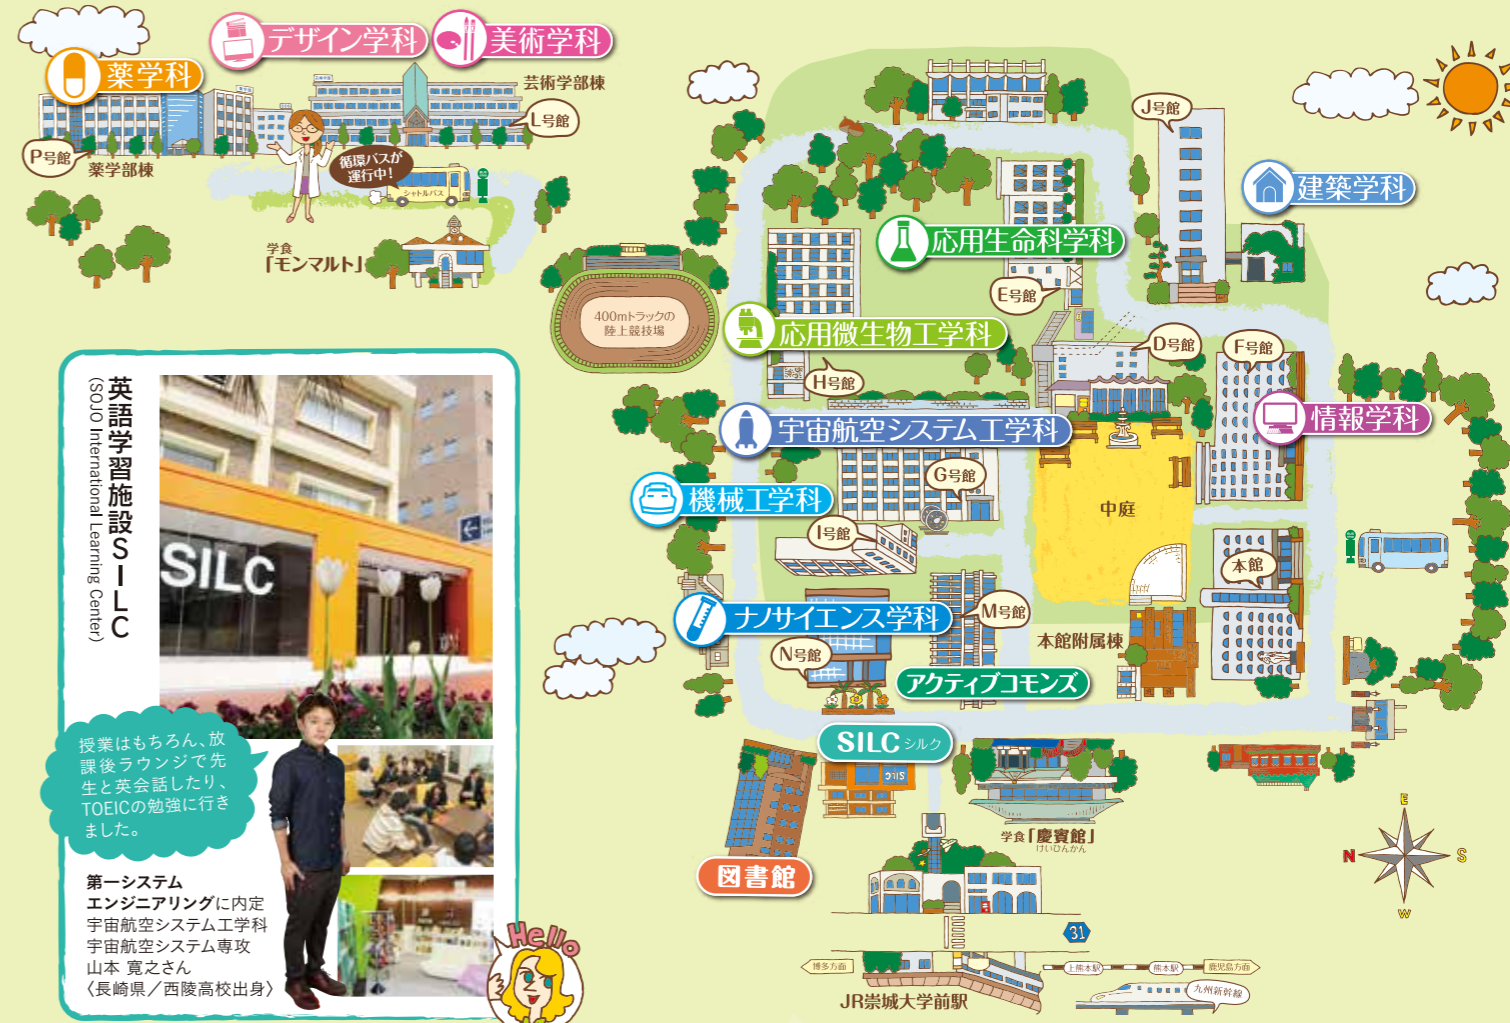 デザイン学科
美術学科
薬学科
芸術学部棟
L号館
P号館
薬学部棟
循環バスが
運行中!
シャトルバス
学食
「モンマルト」
400mトラックの
陸上競技場
J号館
建築学科
応用生命科学科
E号館
応用微生物工学科
H号館
D号館
F号館
宇宙航空システム工学科
情報学科
機械工学科
G号館
I号館
中庭
本館
ナノサイエンス学科
M号館
N号館
本館附属棟
アクティブコモンズ
SILC シルク
SILC
図書館
学食「慶賓館」
けいひんかん
E
N
S
W
31
博多方面
上熊本駅
熊本駅
鹿児島方面
九州新幹線
JR崇城大学前駅
英語学習施設SILC
(SOJO International Learning Center)
SILC
授業はもちろん、放
課後ラウンジで先
生と英会話したり、
TOEICの勉強に行き
ました。
第一システム
エンジニアリングに内定
宇宙航空システム工学科
宇宙航空システム専攻
山本 寛之さん
〈長崎県／西陵高校出身〉
Hello